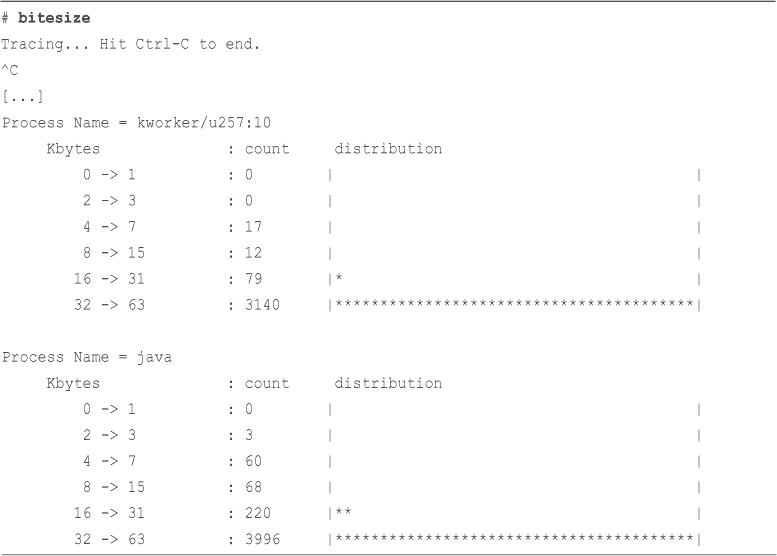 # bitesize
Tracing... Hit Ctrl-C to end.
^C
[...]
Process Name = kworker/u257:10
     Kbytes              : count     distribution
         0 -> 1          : 0        |                                        |
         2 -> 3          : 0        |                                        |
         4 -> 7          : 17       |                                        |
         8 -> 15         : 12       |                                        |
        16 -> 31         : 79       |*                                       |
        32 -> 63         : 3140     |****************************************|

Process Name = java
     Kbytes              : count     distribution
         0 -> 1          : 0        |                                        |
         2 -> 3          : 3        |                                        |
         4 -> 7          : 60       |                                        |
         8 -> 15         : 68       |                                        |
        16 -> 31         : 220      |**                                      |
        32 -> 63         : 3996     |****************************************|